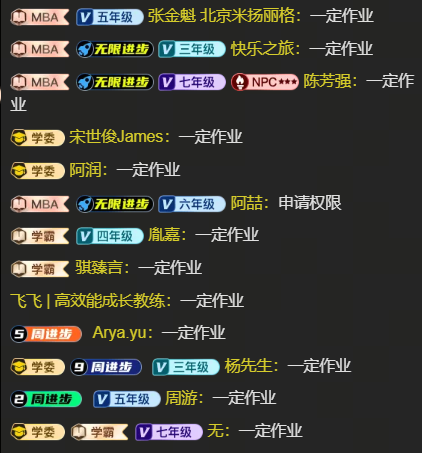 MBA V 五年级 张金魁 北京米扬丽格：一定作业
MBA 无限进步 V 三年级 快乐之旅：一定作业
MBA 无限进步 V 七年级 NPC★★★ 陈芳强：一定作
业
学委 宋世俊James：一定作业
学委 阿润：一定作业
MBA 无限进步 V 六年级 阿喆：申请权限
学霸 V 四年级 胤嘉：一定作业
学霸 骐臻言：一定作业
飞飞 | 高效能成长教练：一定作业
5 周进步 Arya.yu：一定作业
学委 9 周进步 V 三年级 杨先生：一定作业
2 周进步 V 五年级 周游：一定作业
学委 学霸 V 七年级 无：一定作业